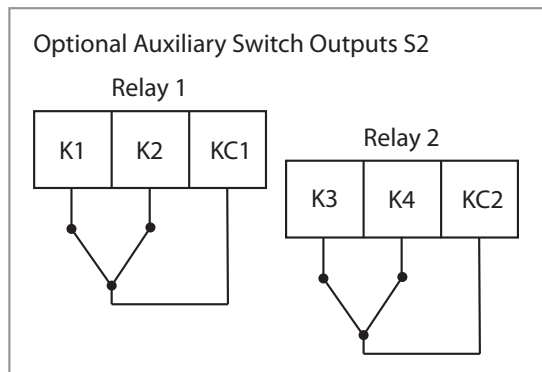 Optional Auxiliary Switch Outputs S2
Relay 1
K1 K2 KC1
Relay 2
K3 K4 KC2